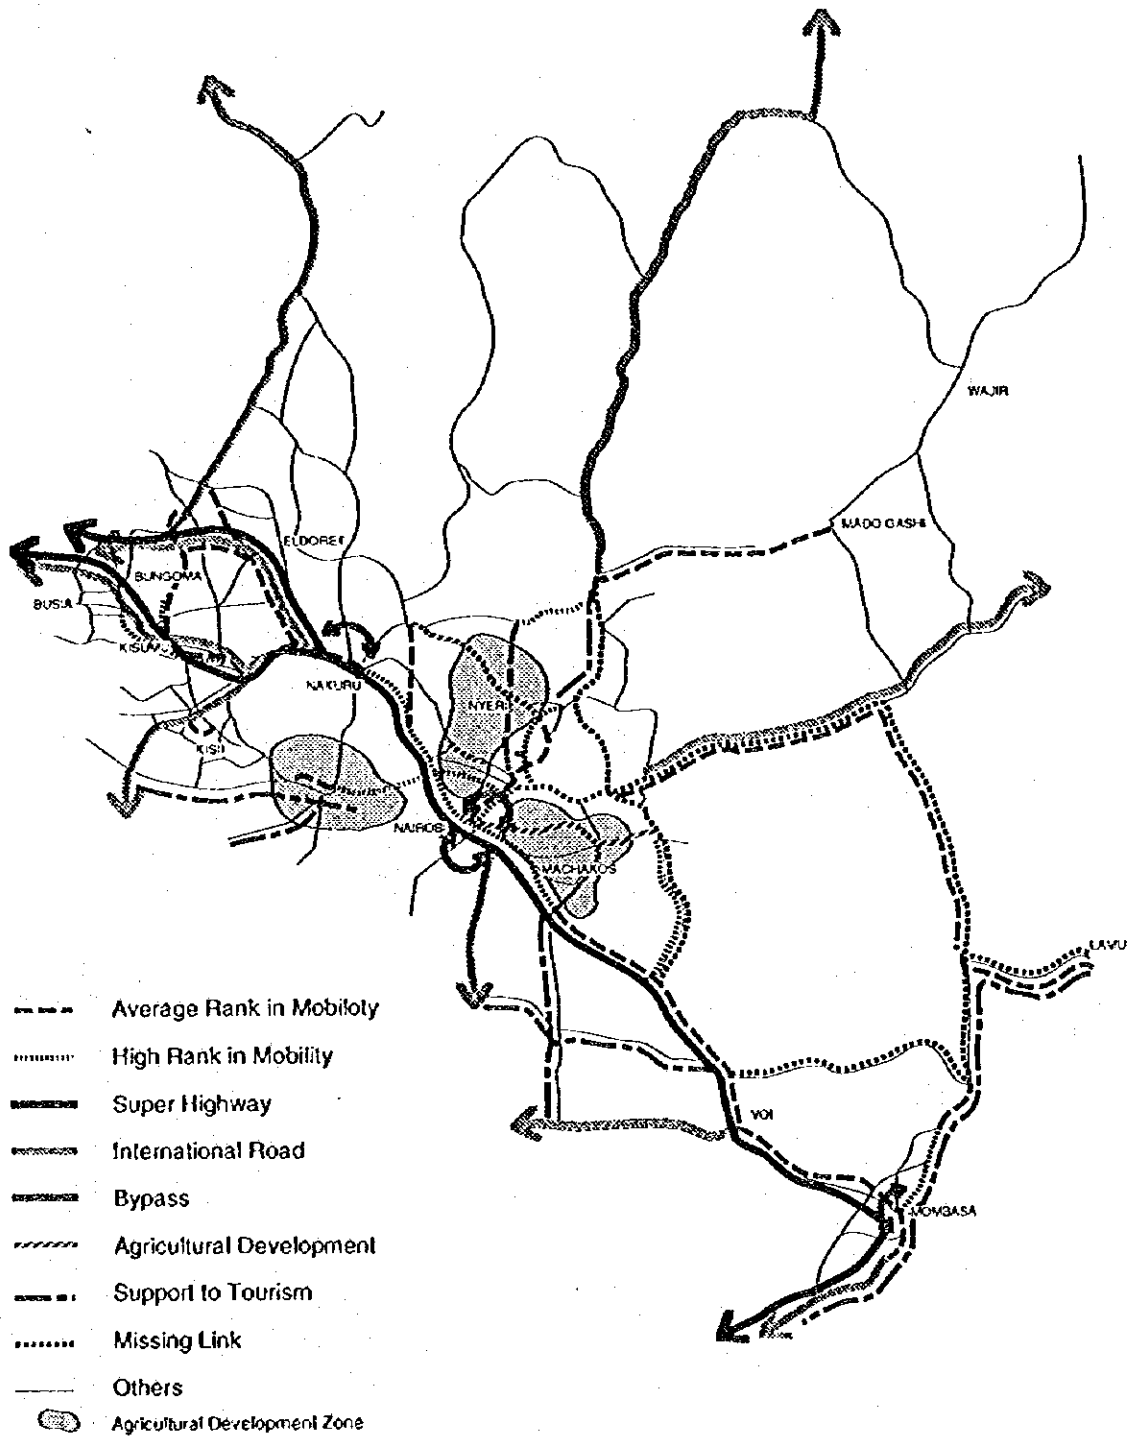 WAJIR
MADO GASHI
ELDORET
BUNGOMA
BUSIA
KISUMU
NAKURU
NYERI
KISII
NAIROBI
MACHAKOS
LAMU
VOI
MOMBASA
Average Rank in Mobiloty
High Rank in Mobility
Super Highway
International Road
Bypass
Agricultural Development
Support to Tourism
Missing Link
Others
Agricultural Development Zone